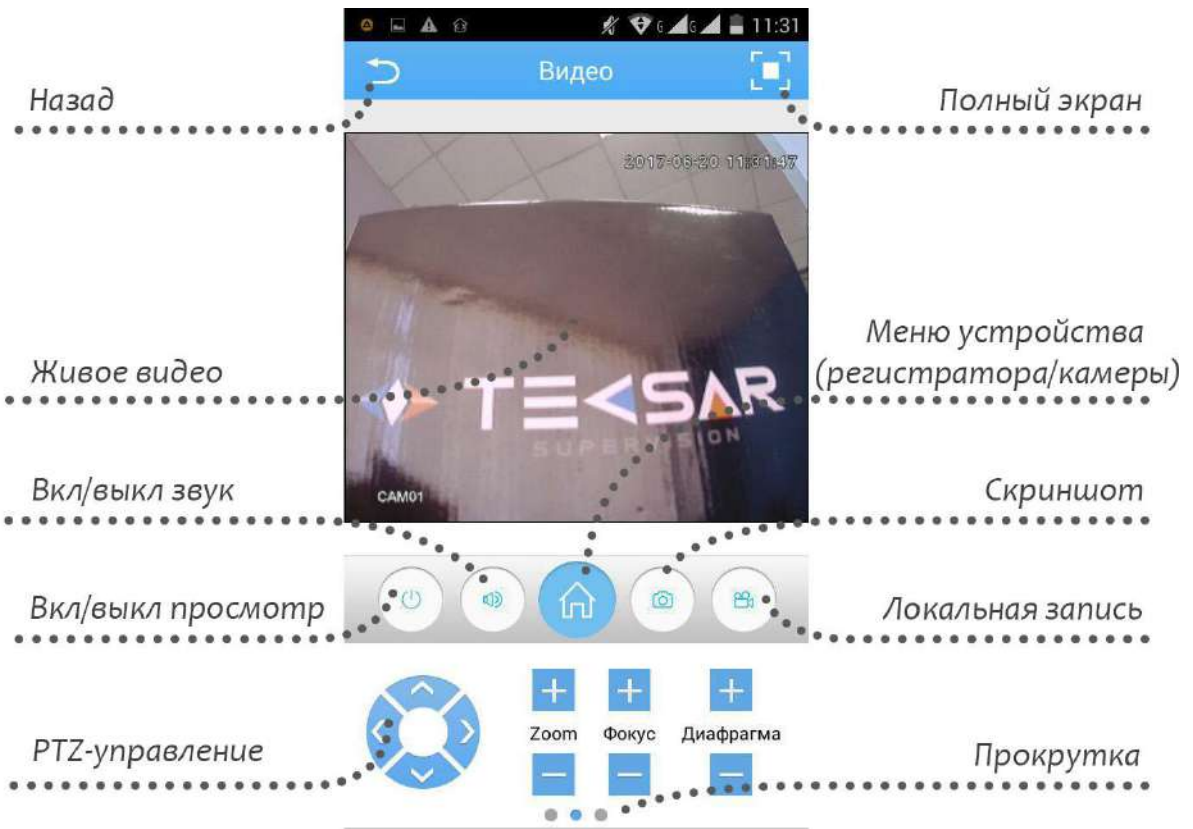 11:31
Видео
Назад
Полный экран
2017-06-20 11:31:47
Живое видео
Меню устройства
(регистратора/камеры)
TECSAR
SUPERVISION
CAM01
Вкл/выкл звук
Скриншот
Вкл/выкл просмотр
Локальная запись
Zoom
Фокус
Диафрагма
PTZ-управление
Прокрутка